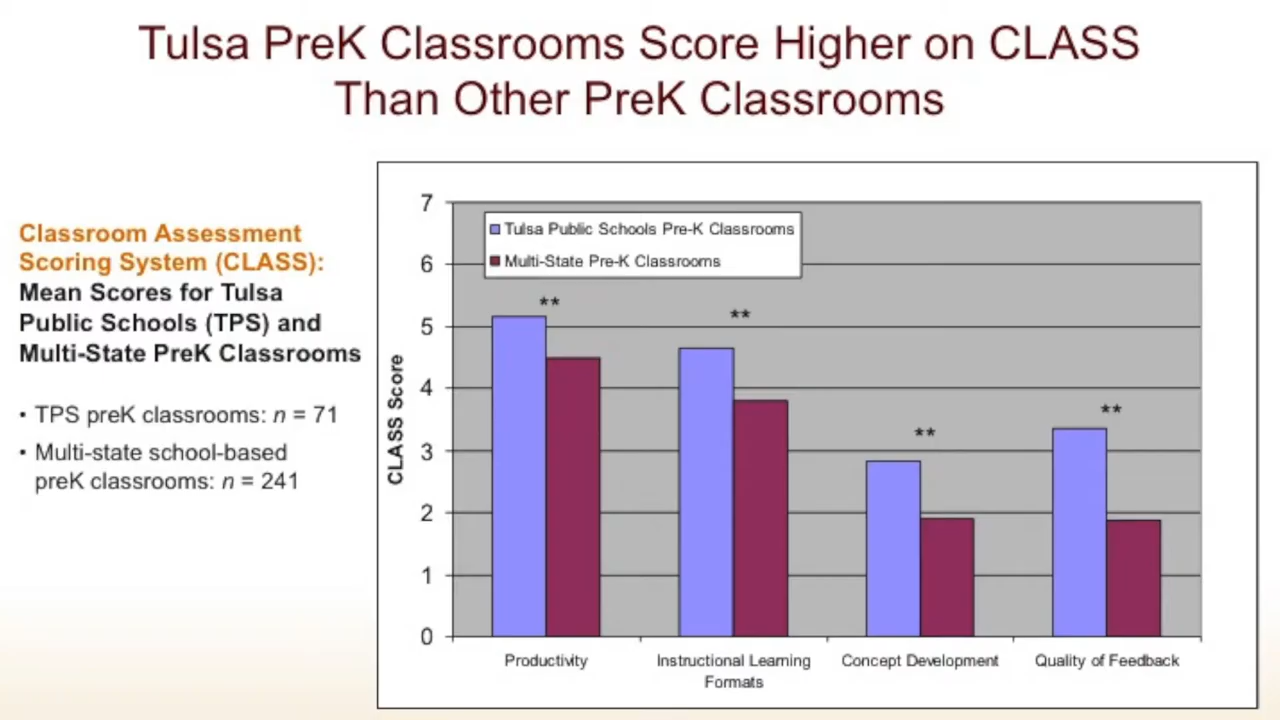 Tulsa PreK Classrooms Score Higher on CLASS
Than Other PreK Classrooms
Classroom Assessment
Scoring System (CLASS):
Mean Scores for Tulsa
Public Schools (TPS) and
Multi-State PreK Classrooms
• TPS preK classrooms: n = 71
• Multi-state school-based
preK classrooms: n = 241
CLASS Score
7
6
5
4
3
2
1
0
Tulsa Public Schools Pre-K Classrooms
Multi-State Pre-K Classrooms
**
**
**
**
Productivity
Instructional Learning
Formats
Concept Development
Quality of Feedback